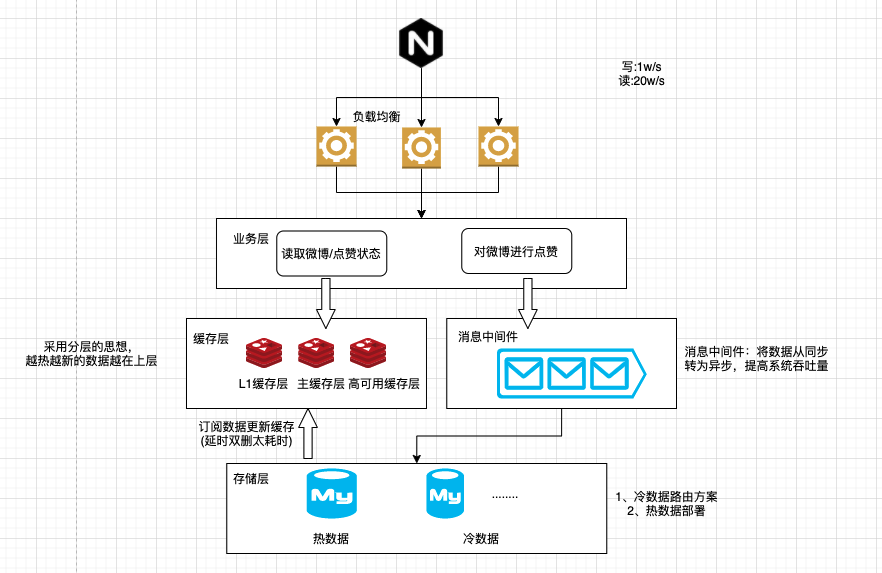 N
写:1w/s
读:20w/s
负载均衡
业务层
读取微博/点赞状态
对微博进行点赞
采用分层的思想，
越热越新的数据越在上层
缓存层
L1缓存层
主缓存层
高可用缓存层
消息中间件
消息中间件：将数据从同步
转为异步，提高系统吞吐量
订阅数据更新缓存
(延时双删太耗时)
存储层
My
My
........
热数据
冷数据
1、冷数据路由方案
2、热数据部署